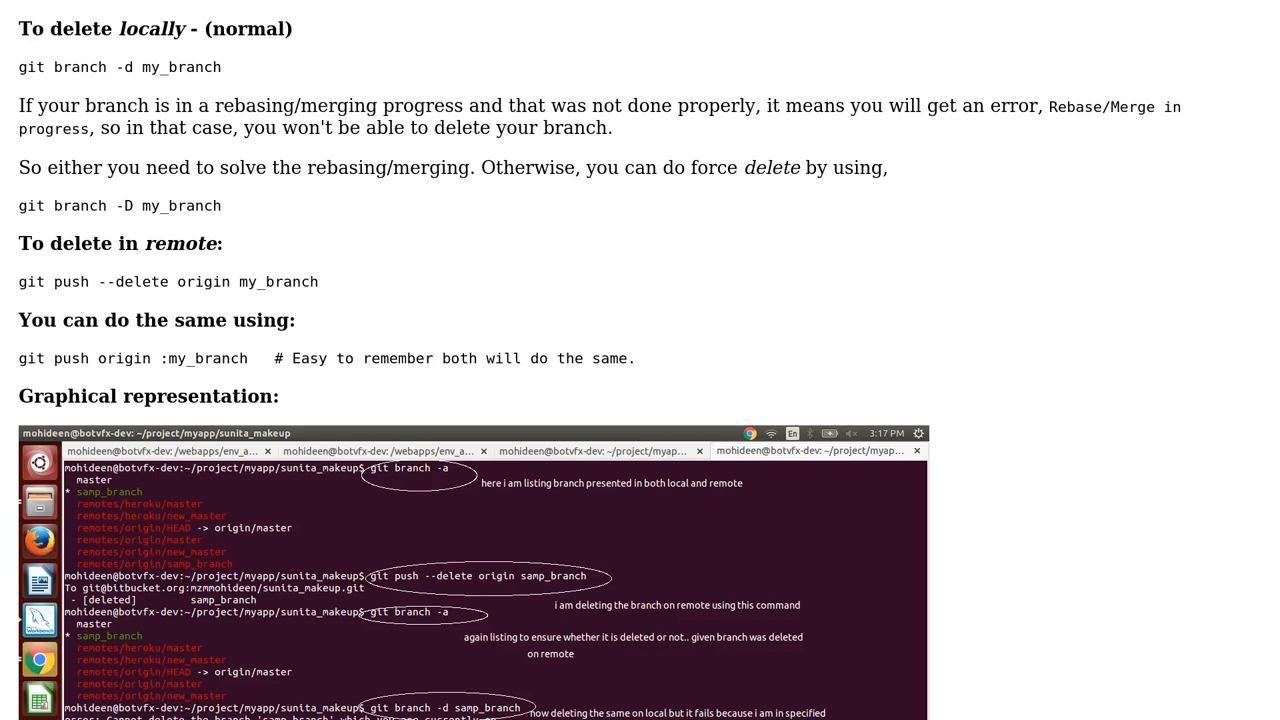 To delete locally - (normal)
git branch -d my_branch
If your branch is in a rebasing/merging progress and that was not done properly, it means you will get an error, Rebase/Merge in
progress, so in that case, you won't be able to delete your branch.
So either you need to solve the rebasing/merging. Otherwise, you can do force delete by using,
git branch -D my_branch
To delete in remote:
git push --delete origin my_branch
You can do the same using:
git push origin :my_branch   # Easy to remember both will do the same.
Graphical representation:
mohideen@botvfx-dev: ~/project/myapp/sunita_makeup En 3:17 PM
mohideen@botvfx-dev: /webapps/env_a... × mohideen@botvfx-dev: /webapps/env_a... × mohideen@botvfx-dev: ~/project/myap... × mohideen@botvfx-dev: ~/project/myap... ×
mohideen@botvfx-dev:~/project/myapp/sunita_makeup$ git branch -a
master
here i am listing branch presented in both local and remote
* samp_branch
remotes/heroku/master
remotes/heroku/new_master
remotes/origin/HEAD -> origin/master
remotes/origin/master
remotes/origin/new_master
remotes/origin/samp_branch
mohideen@botvfx-dev:~/project/myapp/sunita_makeup$ git push --delete origin samp_branch
To git@bitbucket.org:mzmmohideen/sunita_makeup.git
- [deleted]         samp_branch
i am deleting the branch on remote using this command
mohideen@botvfx-dev:~/project/myapp/sunita_makeup$ git branch -a
master
* samp_branch
again listing to ensure whether it is deleted or not.. given branch was deleted
on remote
remotes/heroku/master
remotes/heroku/new_master
remotes/origin/HEAD -> origin/master
remotes/origin/master
remotes/origin/new_master
mohideen@botvfx-dev:~/project/myapp/sunita_makeup$ git branch -d samp_branch
now deleting the same on local but it fails because i am in specified
error: Cannot delete the branch 'samp_branch' which you are currently on